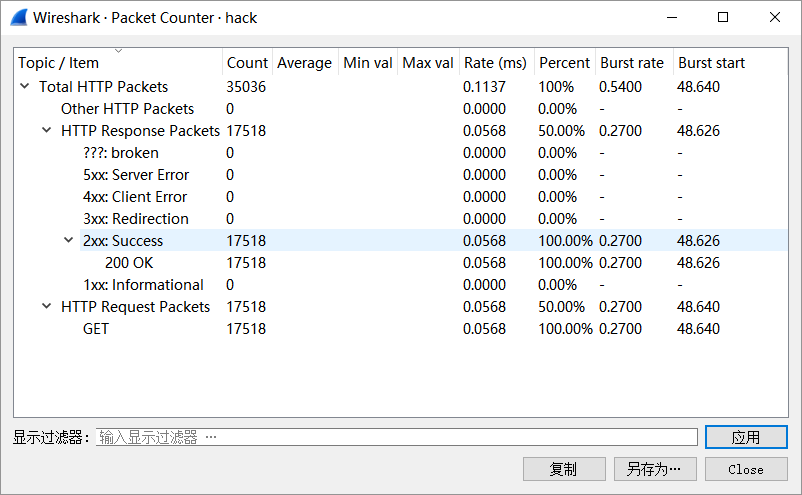 Wireshark · Packet Counter · hack
Topic / Item Count Average Min val Max val Rate (ms) Percent Burst rate Burst start
Total HTTP Packets 35036 0.1137 100% 0.5400 48.640
Other HTTP Packets 0 0.0000 0.00% - -
HTTP Response Packets 17518 0.0568 50.00% 0.2700 48.626
???: broken 0 0.0000 0.00% - -
5xx: Server Error 0 0.0000 0.00% - -
4xx: Client Error 0 0.0000 0.00% - -
3xx: Redirection 0 0.0000 0.00% - -
2xx: Success 17518 0.0568 100.00% 0.2700 48.626
200 OK 17518 0.0568 100.00% 0.2700 48.626
1xx: Informational 0 0.0000 0.00% - -
HTTP Request Packets 17518 0.0568 50.00% 0.2700 48.640
GET 17518 0.0568 100.00% 0.2700 48.640
显示过滤器: 输入显示过滤器 … 应用
复制 另存为… Close